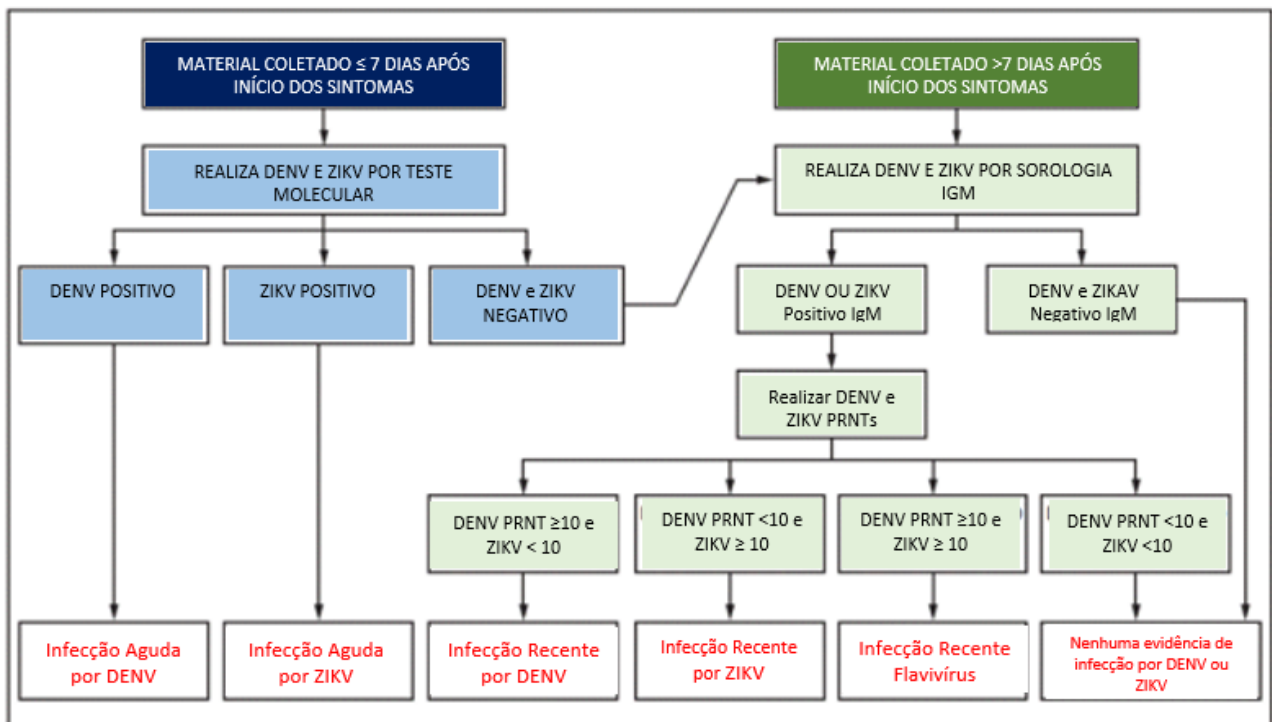 MATERIAL COLETADO ≤ 7 DIAS APÓS
INÍCIO DOS SINTOMAS
MATERIAL COLETADO >7 DIAS APÓS
INÍCIO DOS SINTOMAS
REALIZA DENV E ZIKV POR TESTE
MOLECULAR
REALIZA DENV E ZIKV POR SOROLOGIA
IGM
DENV POSITIVO
ZIKV POSITIVO
DENV e ZIKV
NEGATIVO
DENV OU ZIKV
Positivo IgM
DENV e ZIKAV
Negativo IgM
Realizar DENV e
ZIKV PRNTs
DENV PRNT ≥10 e
ZIKV < 10
DENV PRNT <10 e
ZIKV ≥ 10
DENV PRNT ≥10 e
ZIKV ≥ 10
DENV PRNT <10 e
ZIKV <10
Infecção Aguda
por DENV
Infecção Aguda
por ZIKV
Infecção Recente
por DENV
Infecção Recente
por ZIKV
Infecção Recente
Flavivírus
Nenhuma evidência de
infecção por DENV ou
ZIKV